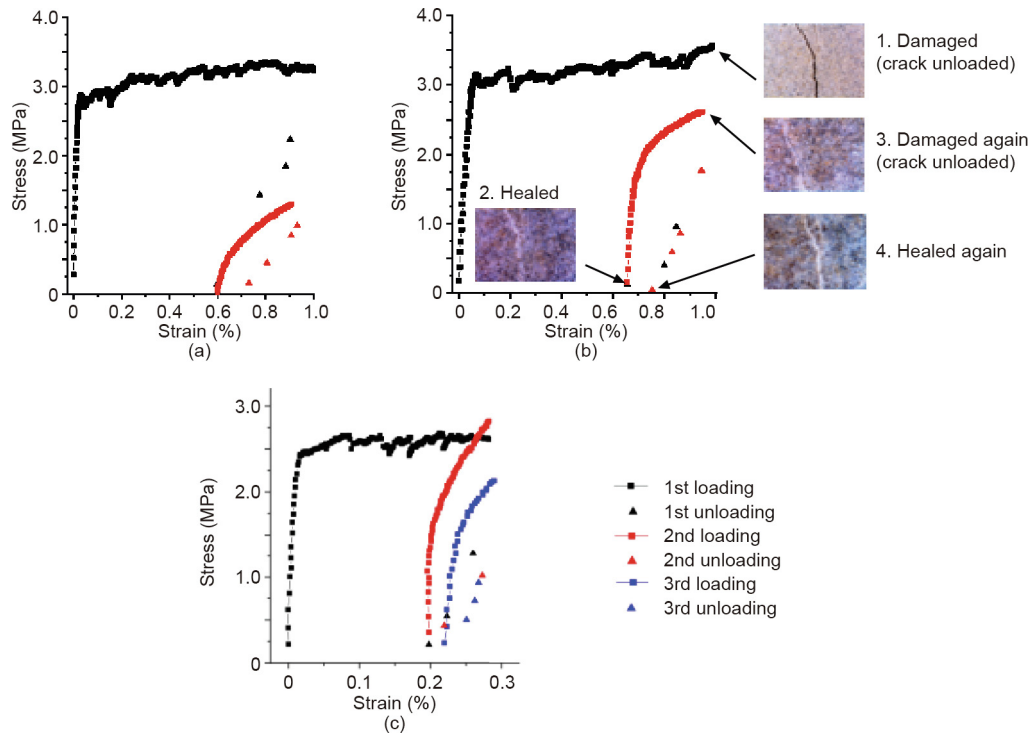 (a)
4.0
3.0
2.0
1.0
0
Stress (MPa)
0 0.2 0.4 0.6 0.8 1.0
Strain (%)
(a)
(b)
4.0
3.0
2.0
1.0
0
Stress (MPa)
0 0.2 0.4 0.6 0.8 1.0
Strain (%)
(b)
1. Damaged
(crack unloaded)
3. Damaged again
(crack unloaded)
2. Healed
4. Healed again
3.0
2.0
1.0
0
Stress (MPa)
0 0.1 0.2 0.3
Strain (%)
(c)
1st loading
1st unloading
2nd loading
2nd unloading
3rd loading
3rd unloading